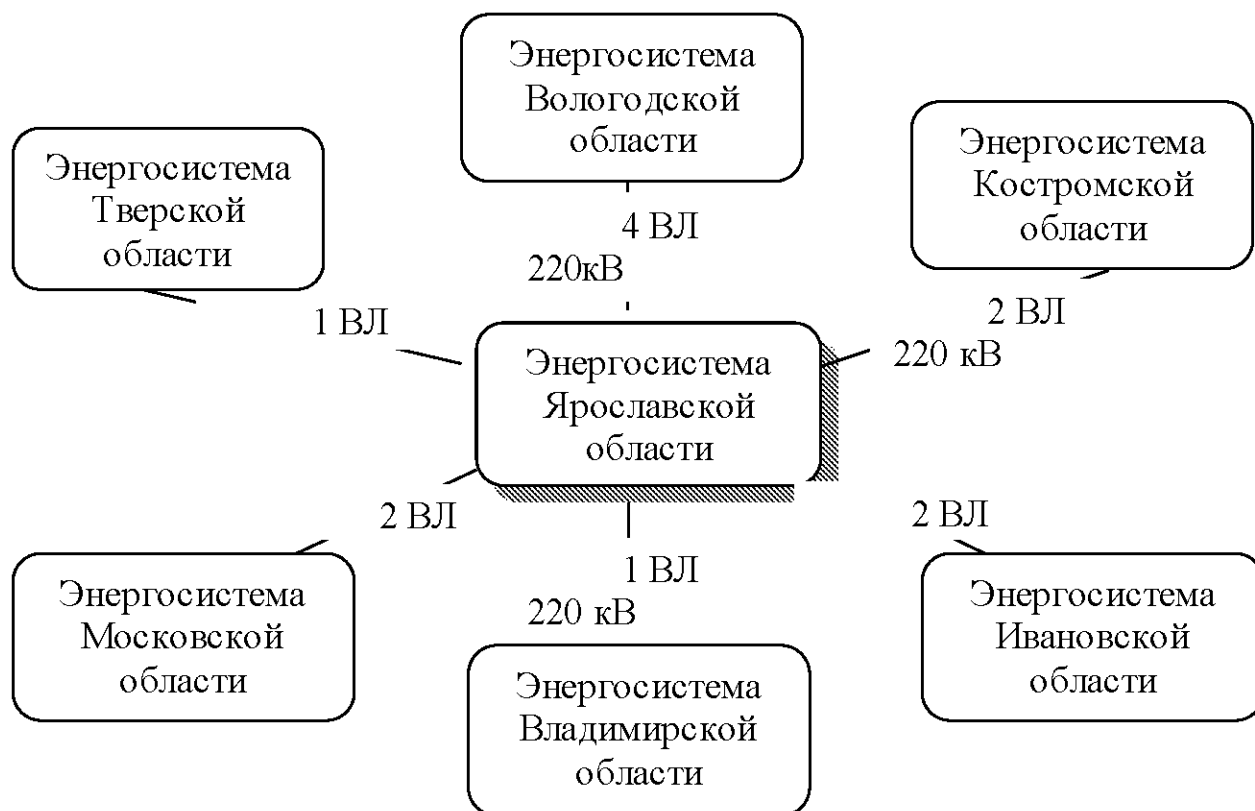 Энергосистема
Вологодской
области
Энергосистема
Тверской
области
Энергосистема
Костромской
области
4 ВЛ
220кВ
1 ВЛ
2 ВЛ
220 кВ
Энергосистема
Ярославской
области
2 ВЛ
2 ВЛ
1 ВЛ
220 кВ
Энергосистема
Московской
области
Энергосистема
Владимирской
области
Энергосистема
Ивановской
области